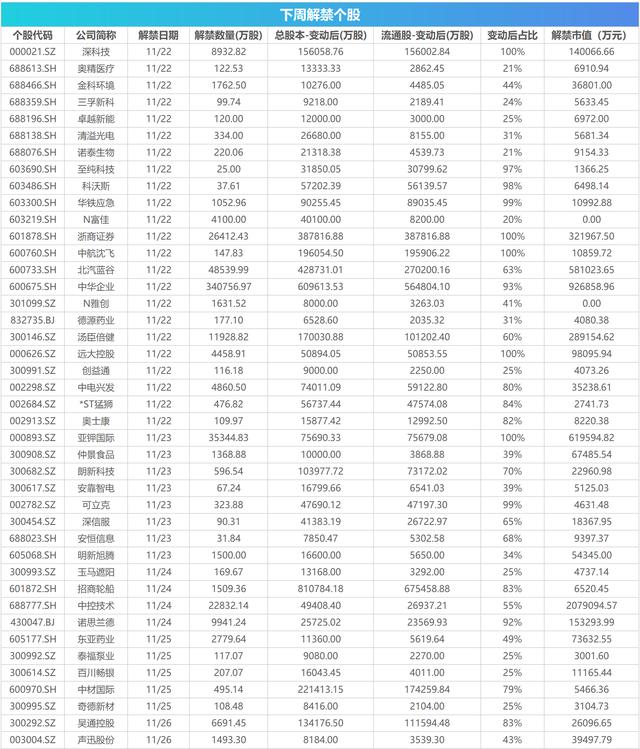 下周解禁个股
个股代码 公司简称 解禁日期 解禁数量(万股) 总股本-变动后(万股) 流通股-变动后(万股) 变动后占比 解禁市值（万元）
000021.SZ 深科技 11/22 8932.82 156058.76 156002.84 100% 140066.66
688613.SH 奥精医疗 11/22 122.53 13333.33 2862.45 21% 6910.94
688466.SH 金科环境 11/22 1762.50 10276.00 4485.05 44% 36801.00
688359.SH 三孚新科 11/22 99.74 9218.00 2189.41 24% 5633.45
688196.SH 卓越新能 11/22 120.00 12000.00 3000.00 25% 6972.00
688138.SH 清溢光电 11/22 334.00 26680.00 8155.00 31% 5681.34
688076.SH 诺泰生物 11/22 220.06 21318.38 4539.73 21% 9154.33
603690.SH 至纯科技 11/22 25.00 31850.05 30799.62 97% 1366.25
603486.SH 科沃斯 11/22 37.61 57202.39 56139.57 98% 6498.14
603300.SH 华铁应急 11/22 1052.96 90255.45 89035.45 99% 10992.88
603219.SH N富佳 11/22 4100.00 40100.00 8200.00 20% 0.00
601878.SH 浙商证券 11/22 26412.43 387816.88 387816.88 100% 321967.50
600760.SH 中航沈飞 11/22 147.83 196054.50 195906.22 100% 10859.72
600733.SH 北汽蓝谷 11/22 48539.99 428731.01 270200.16 63% 581023.65
600675.SH 中华企业 11/22 340756.97 609613.53 564804.10 93% 926858.96
301099.SZ N雅创 11/22 1631.52 8000.00 3263.03 41% 0.00
832735.BJ 德源药业 11/22 177.10 6528.60 2035.32 31% 4080.38
300146.SZ 汤臣倍健 11/22 11928.82 170030.88 101202.40 60% 289154.62
000626.SZ 远大控股 11/22 4458.91 50894.05 50853.55 100% 98095.94
300991.SZ 创益通 11/22 116.18 9000.00 2250.00 25% 4073.26
002298.SZ 中电兴发 11/22 4860.50 74011.09 59122.80 80% 35238.61
002684.SZ *ST猛狮 11/22 476.82 56737.44 47574.08 84% 2741.73
002913.SZ 奥士康 11/22 109.97 15877.42 12992.50 82% 8220.38
000893.SZ 亚钾国际 11/23 35344.83 75690.33 75679.08 100% 619594.82
300908.SZ 仲景食品 11/23 1368.88 10000.00 3868.88 39% 67485.54
300682.SZ 朗新科技 11/23 596.54 103977.72 73172.02 70% 22960.98
300617.SZ 安靠智电 11/23 67.24 16799.66 6541.03 39% 5125.03
002782.SZ 可立克 11/23 323.88 47690.12 47197.30 99% 4631.48
300454.SZ 深信服 11/23 90.31 41383.19 26722.97 65% 18367.95
688023.SH 安恒信息 11/23 31.84 7850.47 5302.58 68% 9397.37
605068.SH 明新旭腾 11/23 1500.00 16600.00 5650.00 34% 54345.00
300993.SZ 玉马遮阳 11/24 169.67 13168.00 3292.00 25% 4737.14
601872.SH 招商轮船 11/24 1509.36 810784.18 675458.88 83% 6520.45
688777.SH 中控技术 11/24 22832.14 49408.40 26937.21 55% 2079094.57
430047.BJ 诺思兰德 11/24 9941.24 25725.02 23569.93 92% 153293.99
605177.SH 东亚药业 11/25 2779.64 11360.00 5619.64 49% 73632.55
300992.SZ 泰福泵业 11/25 117.07 9080.00 2270.00 25% 3001.60
300614.SZ 百川畅银 11/25 207.07 16043.45 4011.00 25% 11165.44
600970.SH 中材国际 11/25 495.14 221413.15 174259.84 79% 5466.36
300995.SZ 奇德新材 11/25 108.48 8416.00 2104.00 25% 3104.73
300292.SZ 吴通控股 11/26 6691.45 134176.50 111594.48 83% 26096.65
003004.SZ 声迅股份 11/26 1493.30 8184.00 3539.30 43% 39497.79